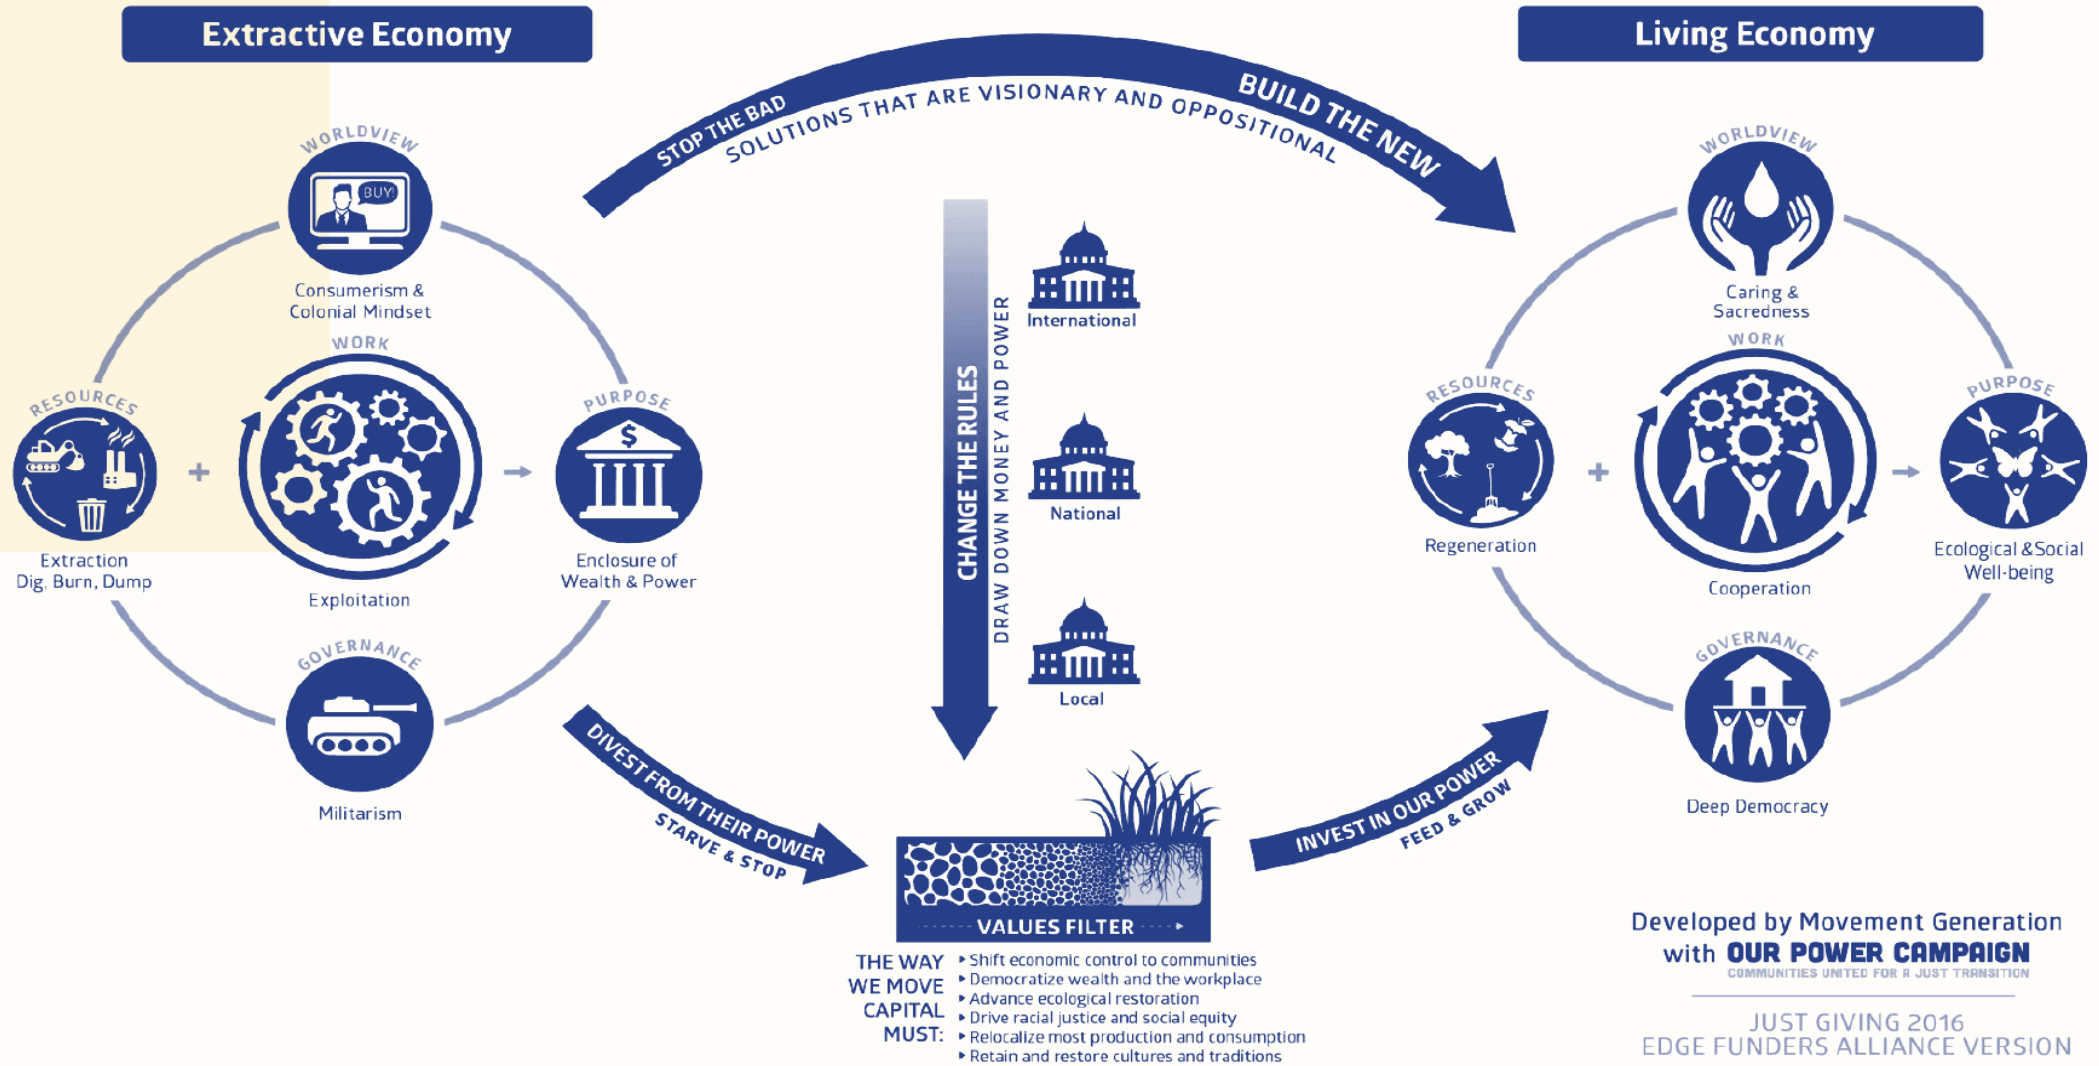 Extractive Economy
Living Economy
STOP THE BAD
BUILD THE NEW
SOLUTIONS THAT ARE VISIONARY AND OPPOSITIONAL
WORLDVIEW
BUY!
Consumerism &
Colonial Mindset
RESOURCES
Extraction
Dig, Burn, Dump
+
WORK
Exploitation
PURPOSE
$
Enclosure of
Wealth & Power
GOVERNANCE
Militarism
CHANGE THE RULES
DRAW DOWN MONEY AND POWER
International
National
Local
DIVEST FROM THEIR POWER
STARVE & STOP
VALUES FILTER
THE WAY
WE MOVE
CAPITAL
MUST:
Shift economic control to communities
Democratize wealth and the workplace
Advance ecological restoration
Drive racial justice and social equity
Relocalize most production and consumption
Retain and restore cultures and traditions
INVEST IN OUR POWER
FEED & GROW
WORLDVIEW
Caring &
Sacredness
RESOURCES
Regeneration
+
WORK
Cooperation
PURPOSE
Ecological & Social
Well-being
GOVERNANCE
Deep Democracy
Developed by Movement Generation
with OUR POWER CAMPAIGN
COMMUNITIES UNITED FOR A JUST TRANSITION
JUST GIVING 2016
EDGE FUNDERS ALLIANCE VERSION